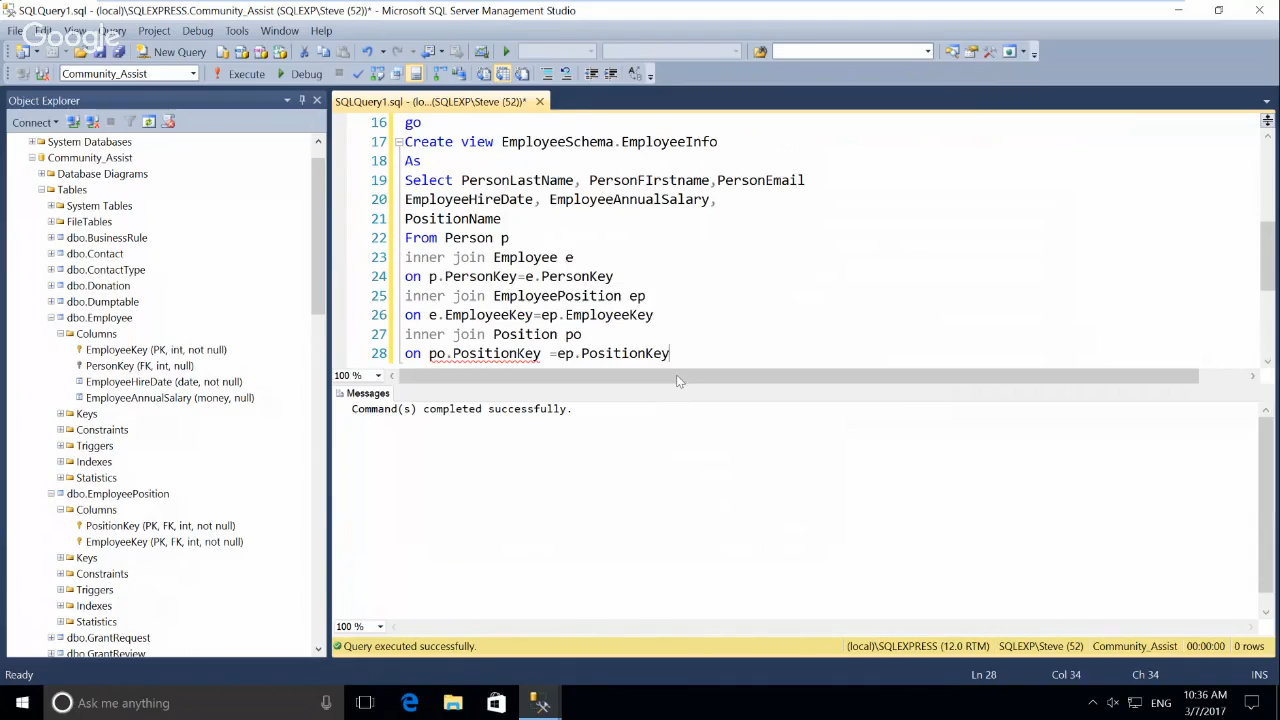 SQLQuery1.sql - (local)\SQLEXPRESS.Community_Assist (SQLEXP\Steve (52))* - Microsoft SQL Server Management Studio
File Edit View Query Project Debug Tools Window Help
Google
New Query
Community_Assist Execute Debug
Object Explorer
Connect
System Databases
Community_Assist
Database Diagrams
Tables
System Tables
FileTables
dbo.BusinessRule
dbo.Contact
dbo.ContactType
dbo.Donation
dbo.Dumptable
dbo.Employee
Columns
EmployeeKey (PK, int, not null)
PersonKey (FK, int, not null)
EmployeeHireDate (date, not null)
EmployeeAnnualSalary (money, null)
Keys
Constraints
Triggers
Indexes
Statistics
dbo.EmployeePosition
Columns
PositionKey (PK, FK, int, not null)
EmployeeKey (PK, FK, int, not null)
Keys
Constraints
Triggers
Indexes
Statistics
dbo.GrantRequest
dbo.GrantReview
SQLQuery1.sql - (lo...(SQLEXP\Steve (52))*
16 go
17 Create view EmployeeSchema.EmployeeInfo
18 As
19 Select PersonLastName, PersonFIrstname,PersonEmail
20 EmployeeHireDate, EmployeeAnnualSalary,
21 PositionName
22 From Person p
23 inner join Employee e
24 on p.PersonKey=e.PersonKey
25 inner join EmployeePosition ep
26 on e.EmployeeKey=ep.EmployeeKey
27 inner join Position po
28 on po.PositionKey =ep.PositionKey
100 %
Messages
Command(s) completed successfully.
100 %
Query executed successfully. (local)\SQLEXPRESS (12.0 RTM) SQLEXP\Steve (52) Community_Assist 00:00:00 0 rows
Ready Ln 28 Col 34 Ch 34 INS
Ask me anything ENG 10:36 AM
3/7/2017